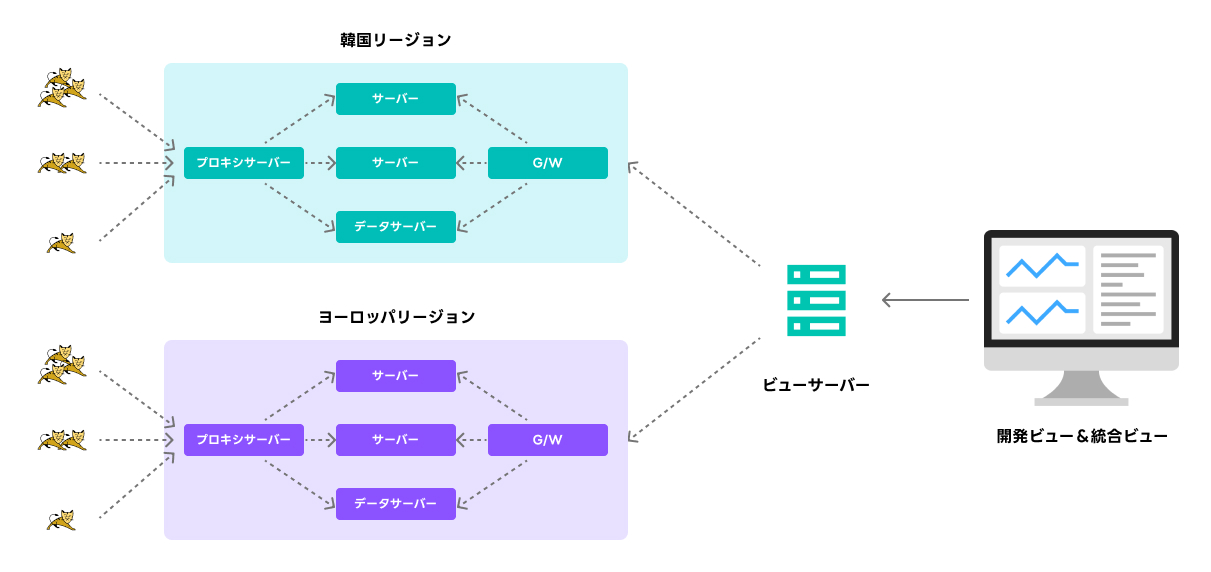 韓国リージョン
サーバー
プロキシサーバー
サーバー
G/W
データサーバー
ヨーロッパリージョン
サーバー
プロキシサーバー
サーバー
G/W
データサーバー
ビューサーバー
開発ビュー＆統合ビュー